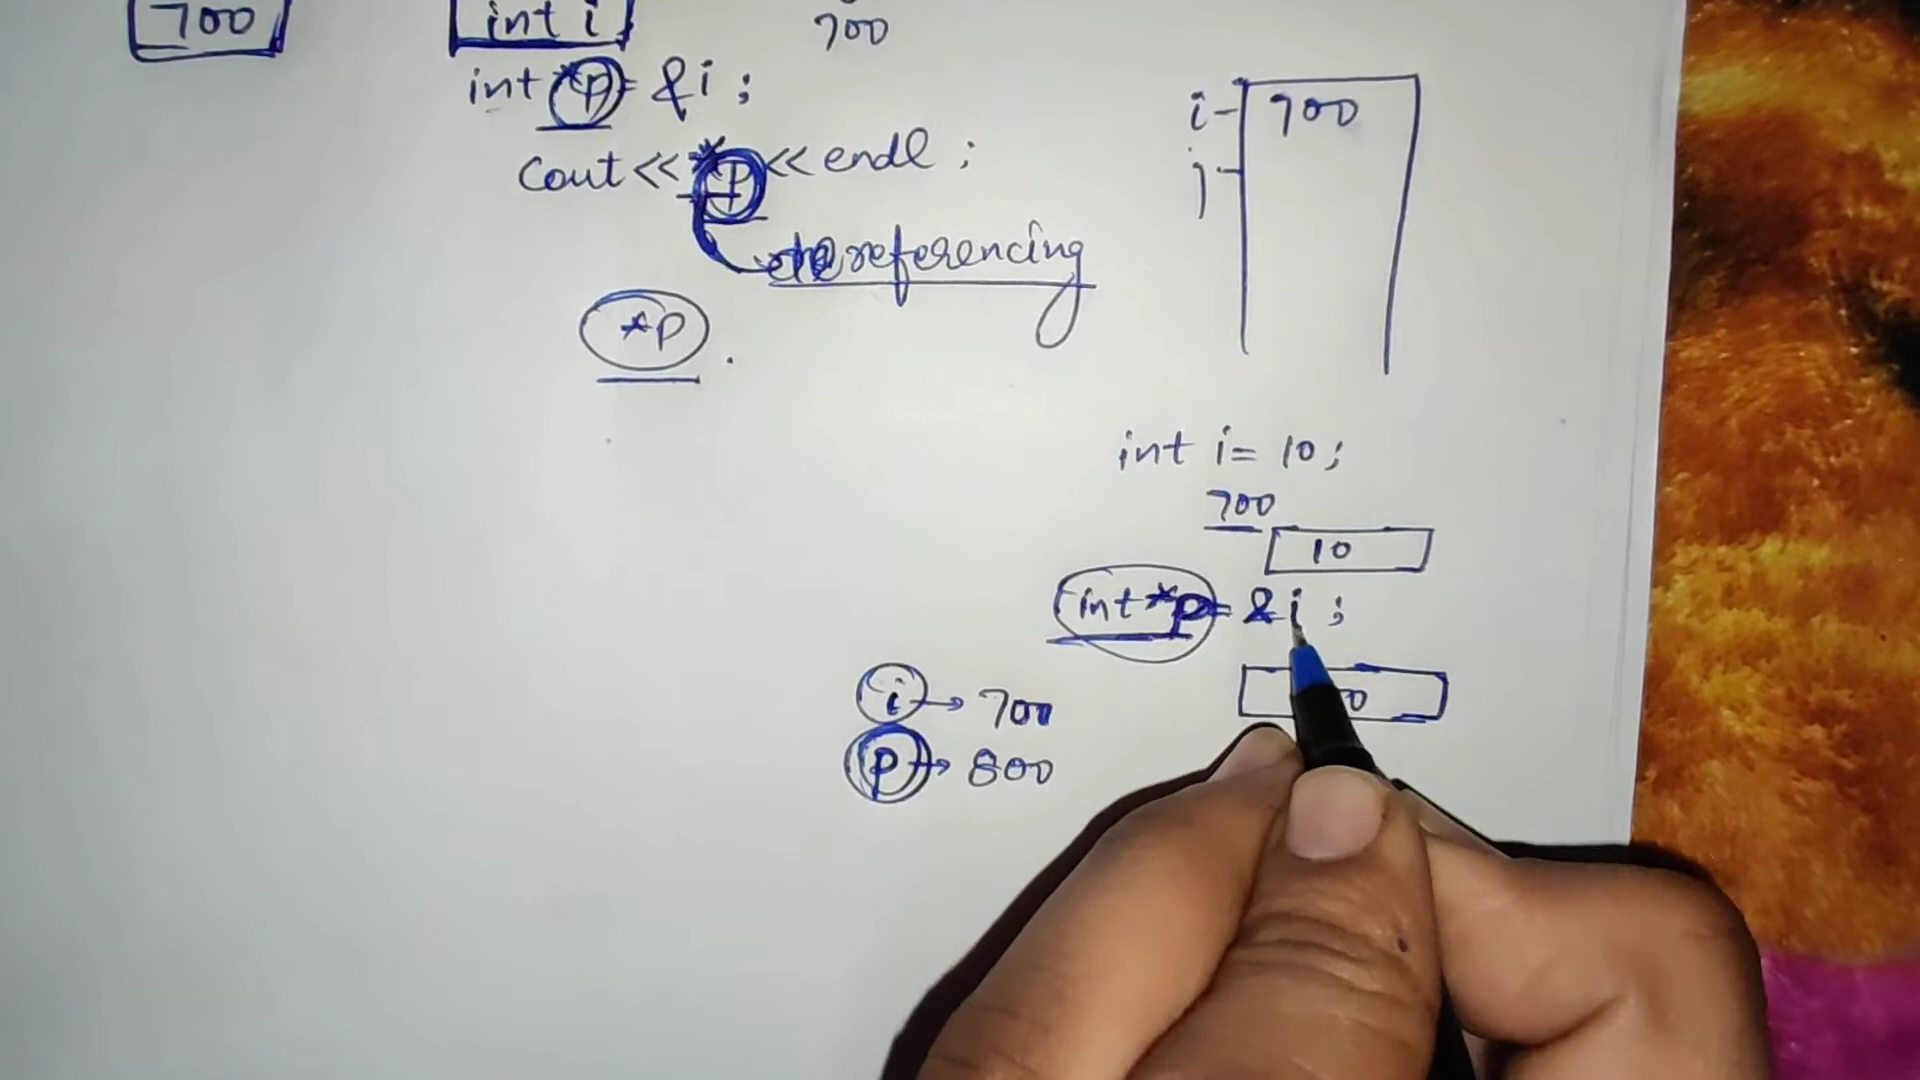 700 int i 700
int *p = &i ;
cout << *p << endl ;
dereferencing
*p .
i- 700
j-
int i = 10 ;
700
10
int *p = &i ;
i → 700
p → 800